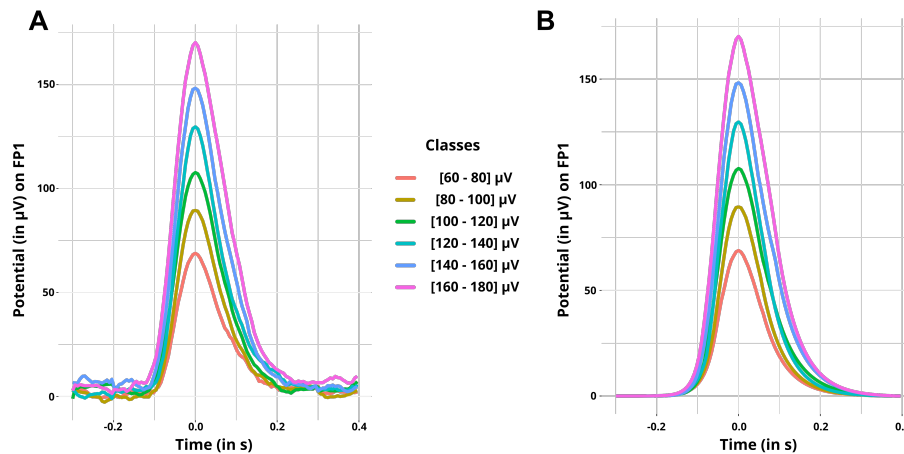 A
Potential (in µV) on FP1
150
100
50
0
-0.2
0.0
0.2
0.4
Time (in s)
Classes
[60 - 80] µV
[80 - 100] µV
[100 - 120] µV
[120 - 140] µV
[140 - 160] µV
[160 - 180] µV
B
Potential (in µV) on FP1
150
100
50
0
-0.2
0.0
0.2
Time (in s)